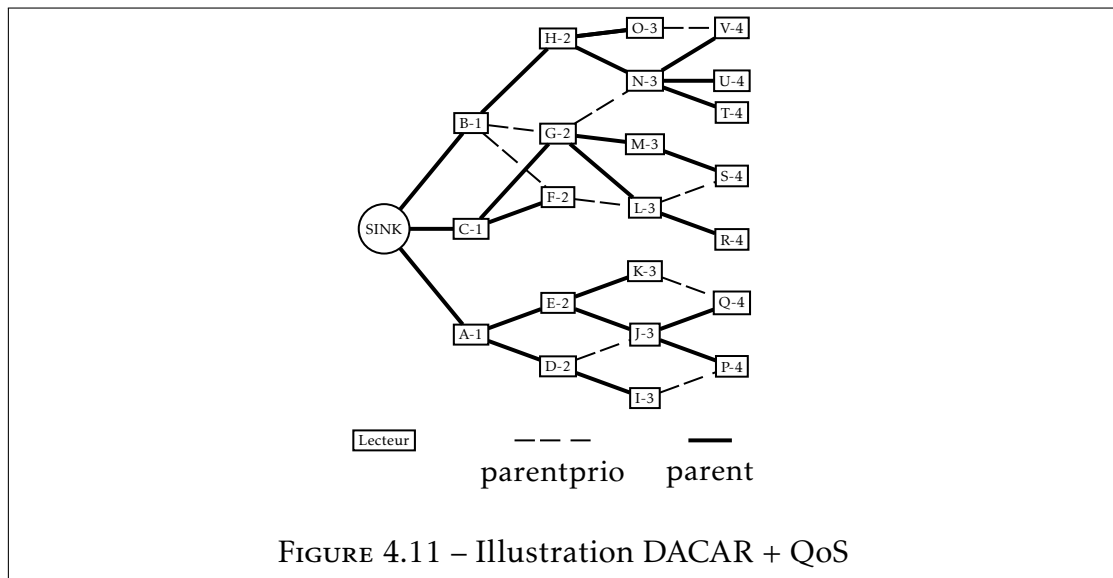 O-3 V-4
H-2
N-3 U-4
T-4
B-1
G-2
M-3
S-4
F-2
L-3
SINK C-1
R-4
K-3
E-2 Q-4
A-1 J-3
D-2 P-4
I-3
Lecteur
parentprio parent
FIGURE 4.11 – Illustration DACAR + QoS